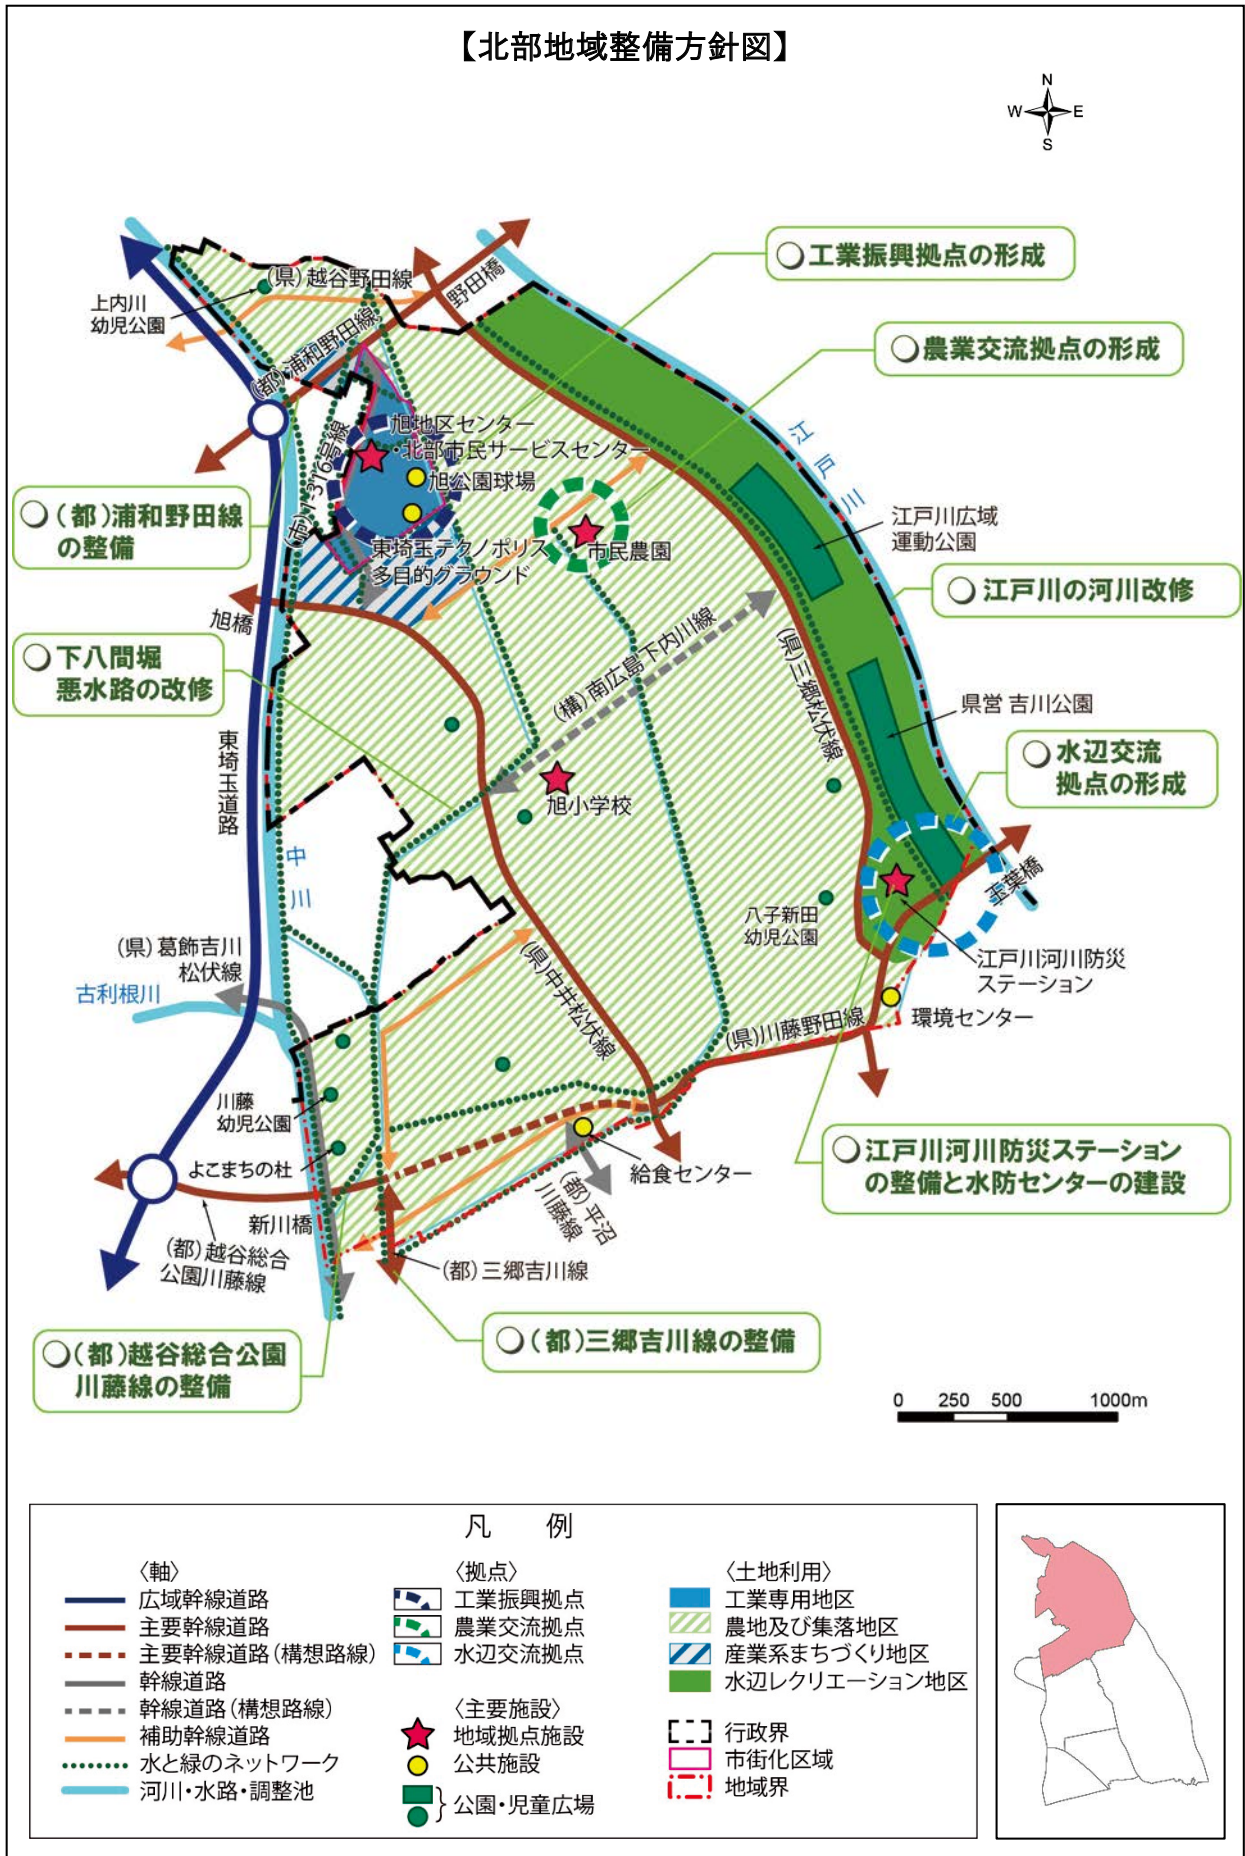 【北部地域整備方針図】
N
W
E
S
工業振興拠点の形成
(県)越谷野田線
野田橋
上内川
幼児公園
農業交流拠点の形成
(都)浦和野田線
旭地区センター
・北部市民サービスセンター
江戸川
(市)1-316号線
旭公園球場
(都)浦和野田線
の整備
江戸川広域
運動公園
東埼玉テクノポリス
多目的グラウンド
市民農園
江戸川の河川改修
旭橋
(構)南広島下内川線
(県)三郷松伏線
下八間堀
悪水路の改修
県営 吉川公園
東埼玉道路
水辺交流
拠点の形成
旭小学校
中川
玉葉橋
八子新田
幼児公園
(県)葛飾吉川
松伏線
(県)中井松伏線
江戸川河川防災
ステーション
古利根川
(県)川藤野田線
環境センター
川藤
幼児公園
江戸川河川防災ステーション
の整備と水防センターの建設
よこまちの杜
給食センター
(都)平沼
川藤線
新川橋
(都)越谷総合
公園川藤線
(都)三郷吉川線
(都)三郷吉川線の整備
(都)越谷総合公園
川藤線の整備
0 250 500 1000m
凡 例
〈軸〉
広域幹線道路
主要幹線道路
主要幹線道路(構想路線)
幹線道路
幹線道路(構想路線)
補助幹線道路
水と緑のネットワーク
河川・水路・調整池
〈拠点〉
工業振興拠点
農業交流拠点
水辺交流拠点
〈主要施設〉
地域拠点施設
公共施設
公園・児童広場
〈土地利用〉
工業専用地区
農地及び集落地区
産業系まちづくり地区
水辺レクリエーション地区
行政界
市街化区域
地域界